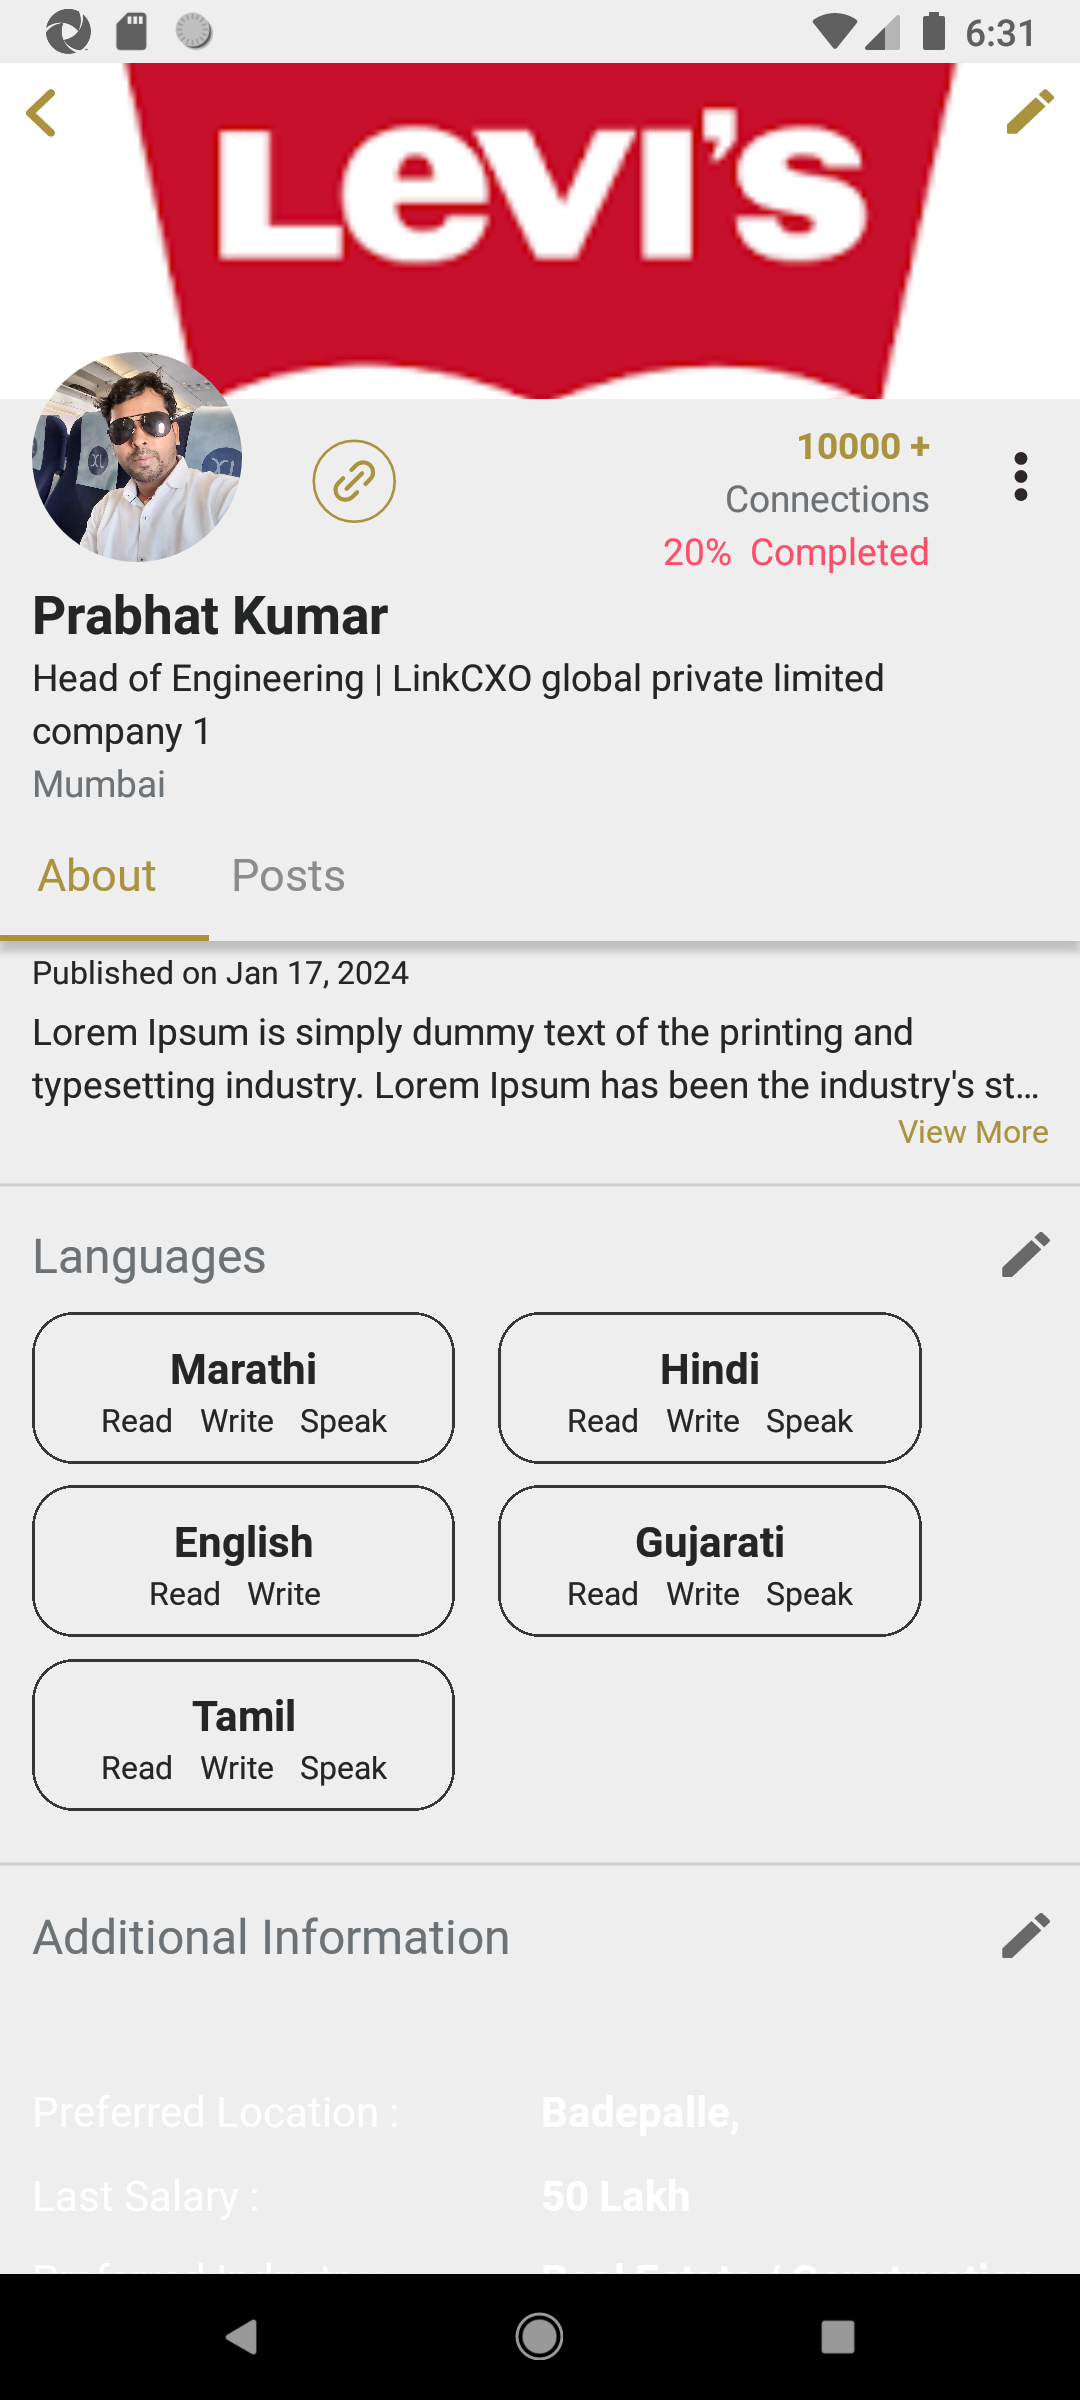 6:31
LEVI'S
10000 +
Connections
20% Completed
Prabhat Kumar
Head of Engineering | LinkCXO global private limited
company 1
Mumbai
About Posts
Published on Jan 17, 2024
Lorem Ipsum is simply dummy text of the printing and
typesetting industry. Lorem Ipsum has been the industry's st...
View More
Languages
Marathi Hindi
Read Write Speak Read Write Speak
English Gujarati
Read Write Read Write Speak
Tamil
Read Write Speak
Additional Information
Preferred Location : Badepalle,
Last Salary : 50 Lakh